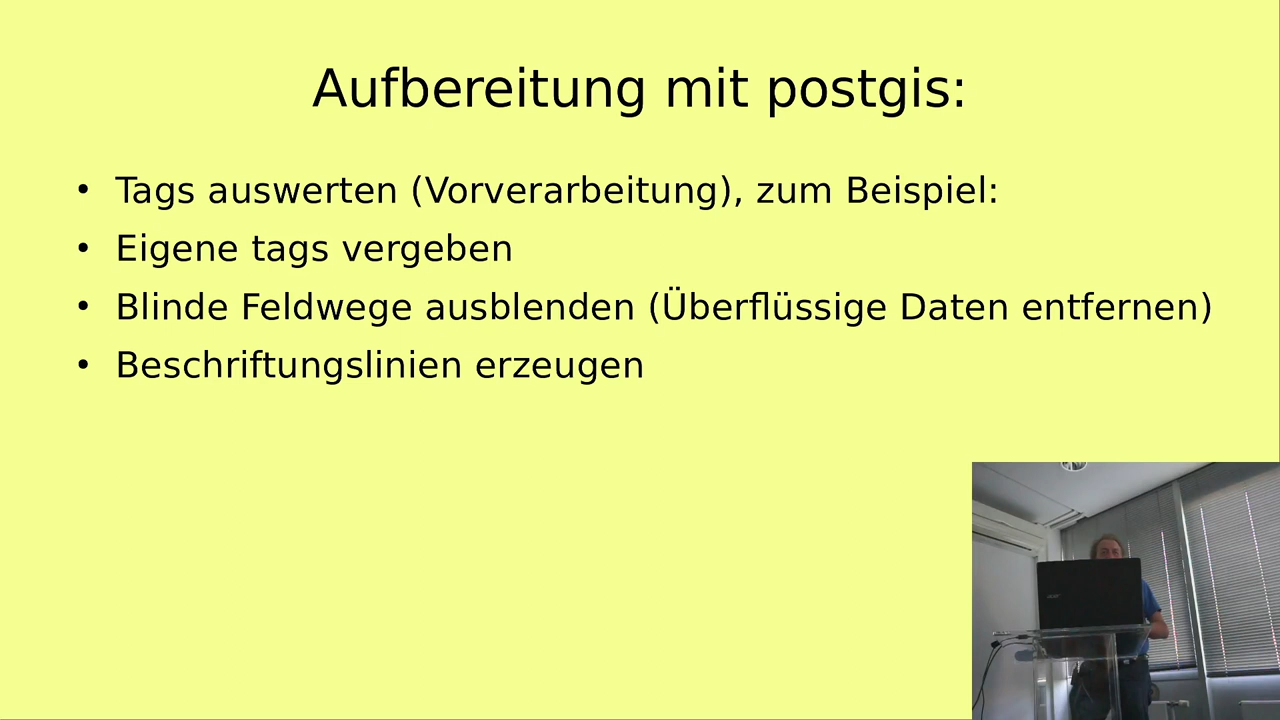 Aufbereitung mit postgis:
• Tags auswerten (Vorverarbeitung), zum Beispiel:
• Eigene tags vergeben
• Blinde Feldwege ausblenden (Überflüssige Daten entfernen)
• Beschriftungslinien erzeugen
acer